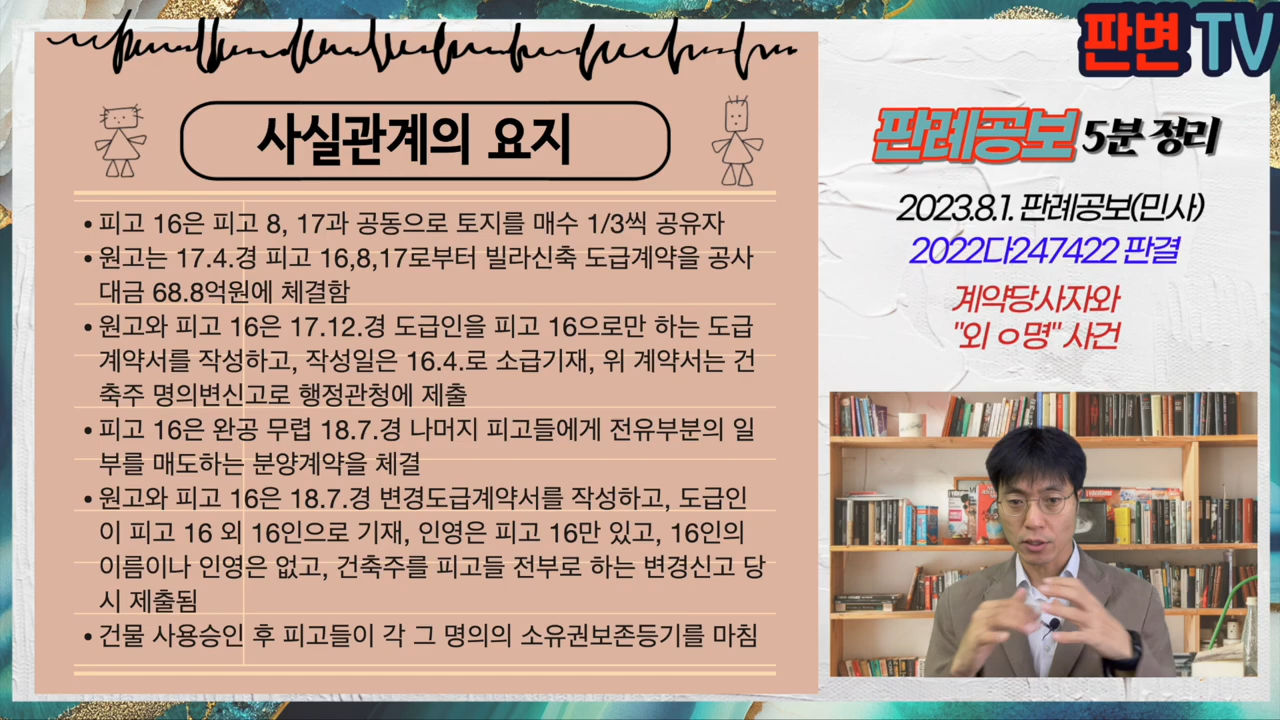 사실관계의 요지
• 피고 16은 피고 8, 17과 공동으로 토지를 매수 1/3씩 공유자
• 원고는 17.4.경 피고 16,8,17로부터 빌라신축 도급계약을 공사
대금 68.8억원에 체결함
• 원고와 피고 16은 17.12.경 도급인을 피고 16으로만 하는 도급
계약서를 작성하고, 작성일은 16.4.로 소급기재, 위 계약서는 건
축주 명의변신고로 행정관청에 제출
• 피고 16은 완공 무렵 18.7.경 나머지 피고들에게 전유부분의 일
부를 매도하는 분양계약을 체결
• 원고와 피고 16은 18.7.경 변경도급계약서를 작성하고, 도급인
이 피고 16 외 16인으로 기재, 인영은 피고 16만 있고, 16인의
이름이나 인영은 없고, 건축주를 피고들 전부로 하는 변경신고 당
시 제출됨
• 건물 사용승인 후 피고들이 각 그 명의의 소유권보존등기를 마침
판변 TV
판례공보 5분 정리
2023.8.1. 판례공보(민사)
2022다247422 판결
계약당사자와
"외 ㅇ명" 사건